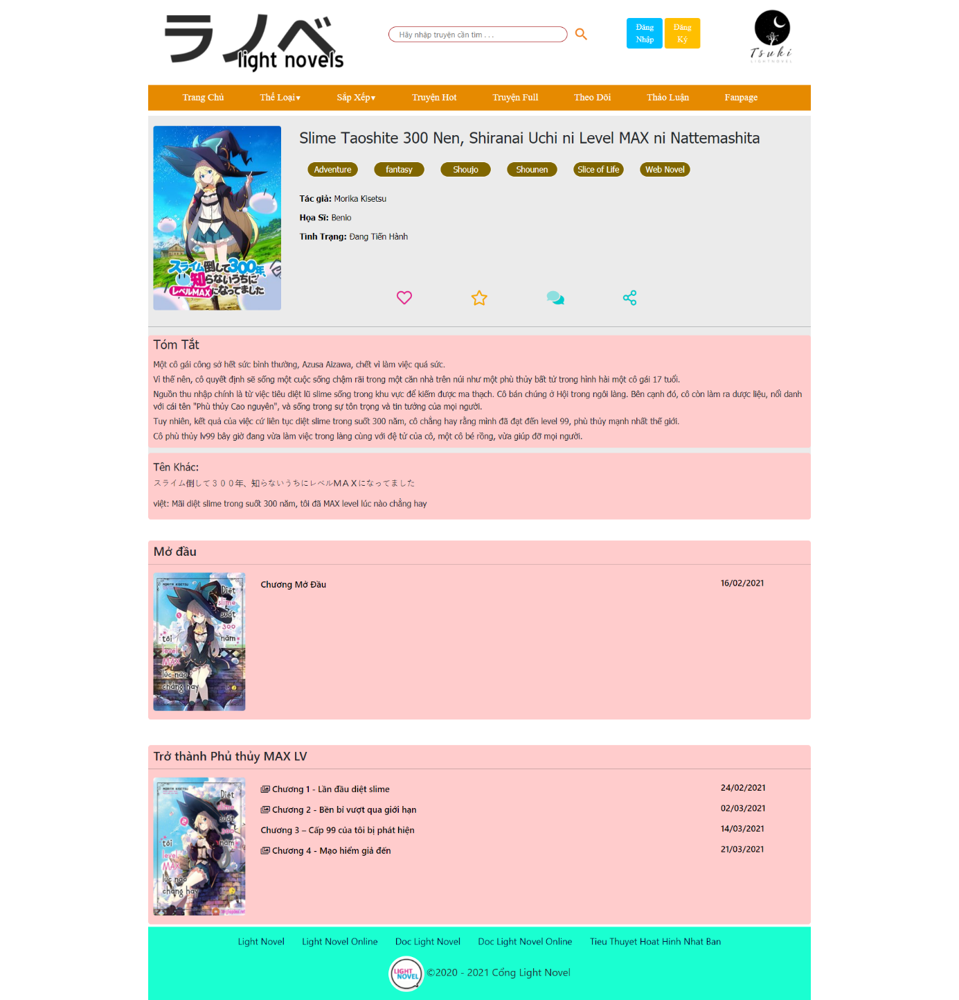 ラノベ
light novels
Hãy nhập truyện cần tìm . . .
Đăng Nhập
Đăng Ký
Tsuki
LIGHTNOVEL
Trang Chủ Thể Loại▾ Sắp Xếp▾ Truyện Hot Truyện Full Theo Dõi Thảo Luận Fanpage
Slime Taoshite 300 Nen, Shiranai Uchi ni Level MAX ni Nattemashita
Adventure fantasy Shoujo Shounen Slice of Life Web Novel
Tác giả: Morika Kisetsu
Họa Sĩ: Benio
Tình Trạng: Đang Tiến Hành
スライム倒して300年、
知らないうちに
レベルMAXになってました
Tóm Tắt
Một cô gái công sở hết sức bình thường, Azusa Aizawa, chết vì làm việc quá sức.
Vì thế nên, cô quyết định sẽ sống một cuộc sống chậm rãi trong một căn nhà trên núi như một phù thủy bất tử trong hình hài một cô gái 17 tuổi.
Nguồn thu nhập chính là từ việc tiêu diệt lũ slime sống trong khu vực để kiếm được ma thạch. Cô bán chúng ở Hội trong ngôi làng. Bên cạnh đó, cô còn làm ra dược liệu, nổi danh
với cái tên "Phù thủy Cao nguyên", và sống trong sự tôn trọng và tin tưởng của mọi người.
Tuy nhiên, kết quả của việc cứ liên tục diệt slime trong suốt 300 năm, cô chẳng hay rằng mình đã đạt đến level 99, phù thủy mạnh nhất thế giới.
Cô phù thủy lv99 bây giờ đang vừa làm việc trong làng cùng với đệ tử của cô, một cô bé rồng, vừa giúp đỡ mọi người.
Tên Khác:
スライム倒して３００年、知らないうちにレベルＭＡＸになってました
việt: Mãi diệt slime trong suốt 300 năm, tôi đã MAX level lúc nào chẳng hay
Mở đầu
MORITA KISETSU
Diệt
slime
suốt
300
năm
tôi
level
MAX
lúc nào
chẳng hay
Chương Mở Đầu 16/02/2021
Trở thành Phủ thủy MAX LV
MORITA KISETSU
Diệt
slime
suốt
300
năm
2
tôi
level
MAX
lúc nào
chẳng hay
Chương 1 - Lần đầu diệt slime 24/02/2021
Chương 2 - Bền bỉ vượt qua giới hạn 02/03/2021
Chương 3 – Cấp 99 của tôi bị phát hiện 14/03/2021
Chương 4 - Mạo hiểm giả đến 21/03/2021
Light Novel Light Novel Online Doc Light Novel Doc Light Novel Online Tieu Thuyet Hoat Hinh Nhat Ban
LIGHT NOVEL
©2020 - 2021 Cổng Light Novel